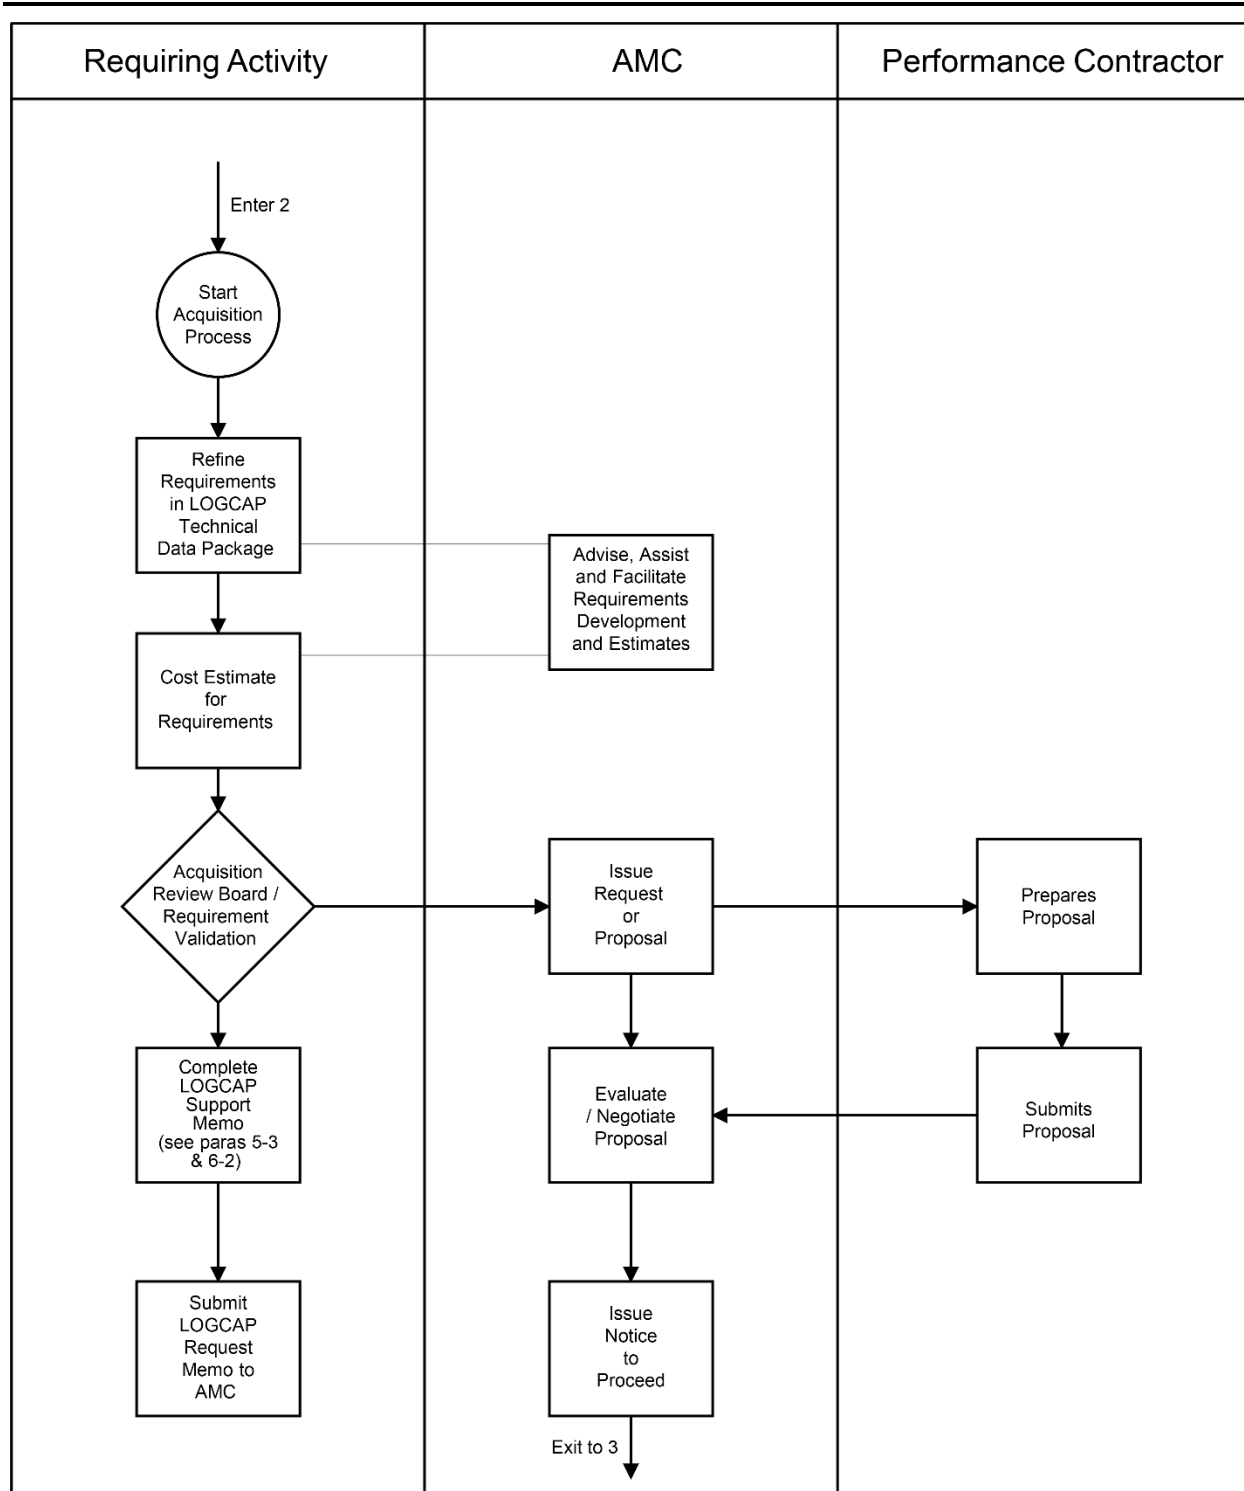 Requiring Activity
AMC
Performance Contractor
Enter 2
Start
Acquisition
Process
Refine
Requirements
in LOGCAP
Technical
Data Package
Advise, Assist
and Facilitate
Requirements
Development
and Estimates
Cost Estimate
for
Requirements
Acquisition
Review Board /
Requirement
Validation
Issue
Request
or
Proposal
Prepares
Proposal
Complete
LOGCAP
Support
Memo
(see paras 5-3
& 6-2)
Evaluate
/ Negotiate
Proposal
Submits
Proposal
Submit
LOGCAP
Request
Memo to
AMC
Issue
Notice
to
Proceed
Exit to 3